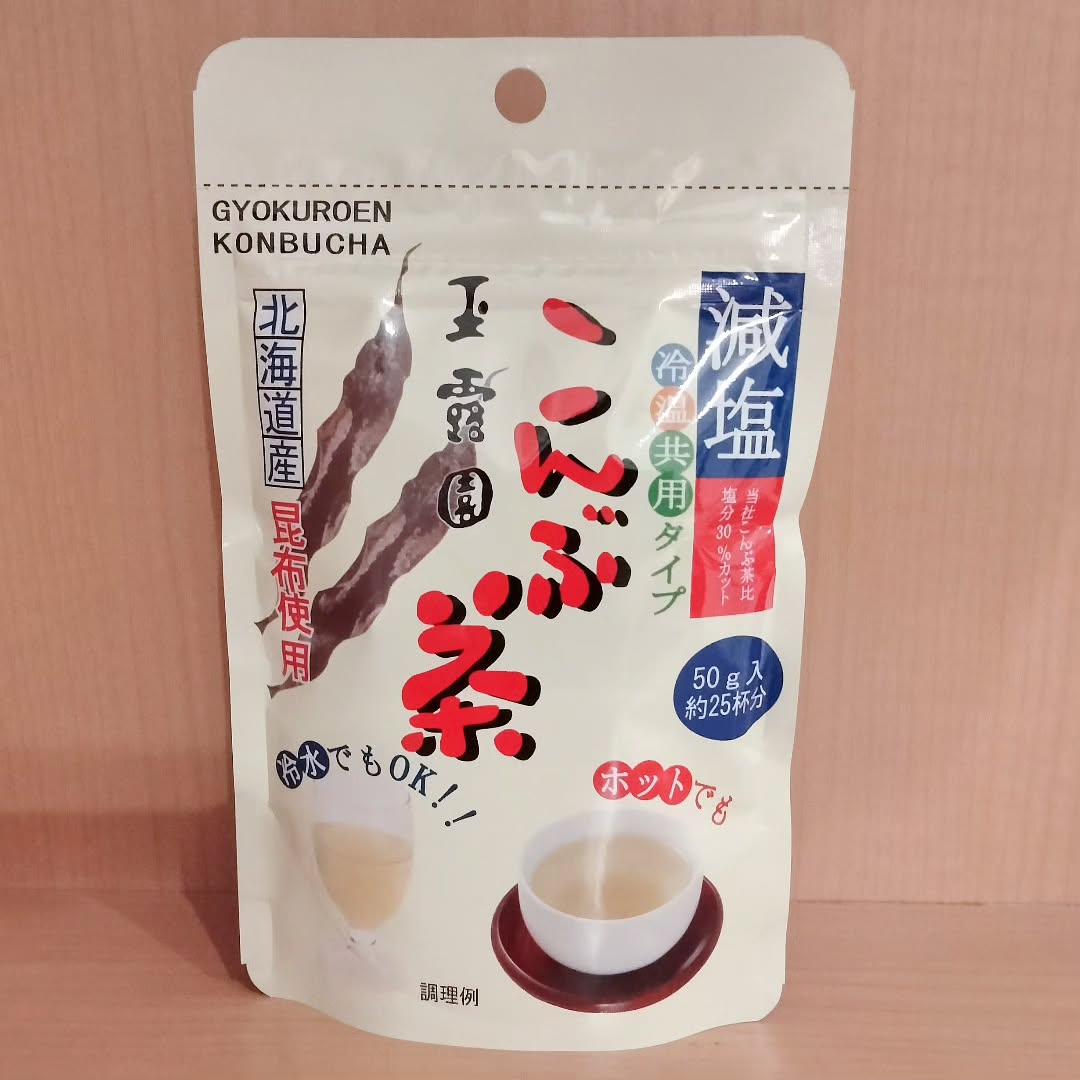 GYOKUROEN
KONBUCHA
減塩
当社こんぶ茶比
塩分30%カット
冷温共用タイプ
こんぶ茶
玉露園
北海道産
昆布使用
50g入
約25杯分
冷水でもOK!!
ホットでも
調理例